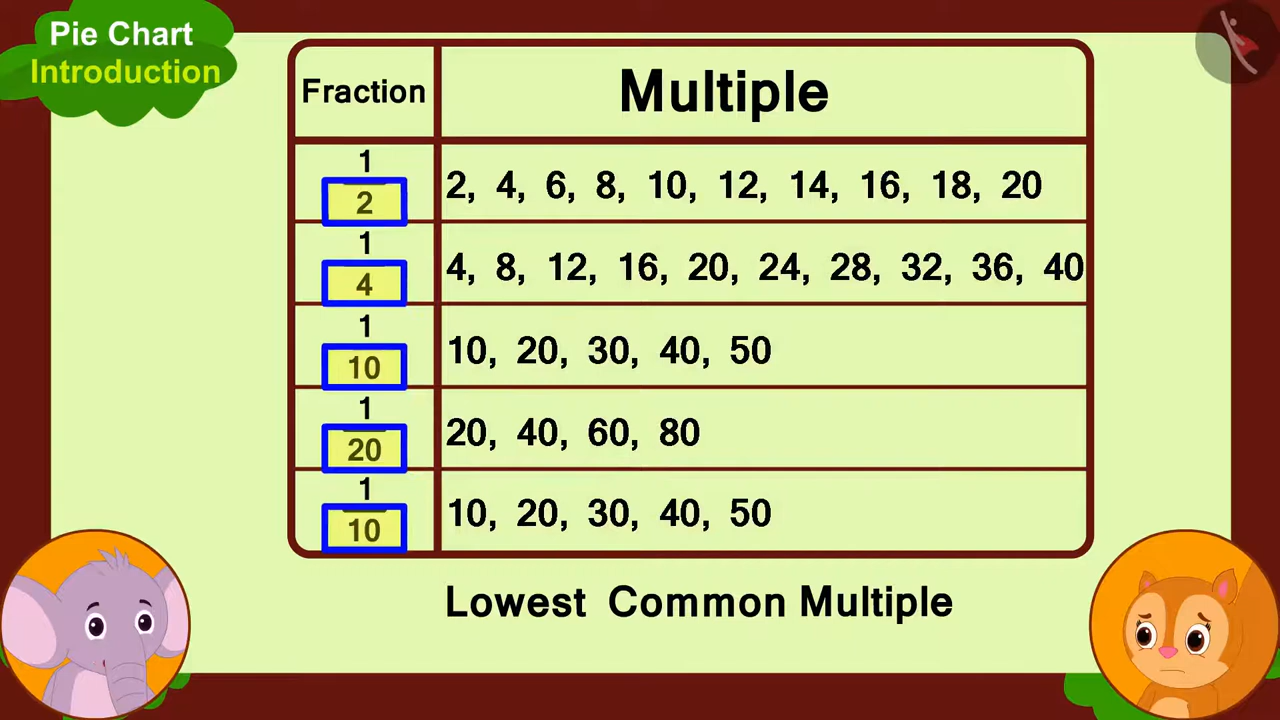 Pie Chart
Introduction
Fraction Multiple
1
2
2, 4, 6, 8, 10, 12, 14, 16, 18, 20
1
4
4, 8, 12, 16, 20, 24, 28, 32, 36, 40
1
10
10, 20, 30, 40, 50
1
20
20, 40, 60, 80
1
10
10, 20, 30, 40, 50
Lowest Common Multiple